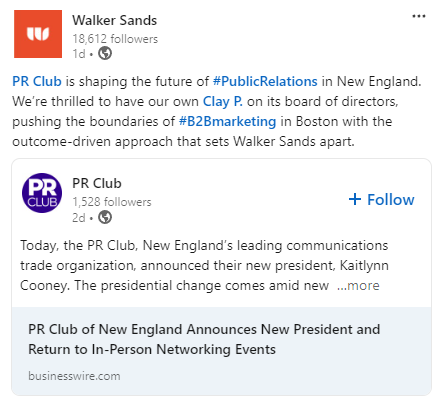 Walker Sands
18,612 followers
1d •
PR Club is shaping the future of #PublicRelations in New England.
We’re thrilled to have our own Clay P. on its board of directors,
pushing the boundaries of #B2Bmarketing in Boston with the
outcome-driven approach that sets Walker Sands apart.
PR
CLUB
PR Club
1,528 followers
2d •
+ Follow
Today, the PR Club, New England’s leading communications
trade organization, announced their new president, Kaitlynn
Cooney. The presidential change comes amid new ...more
PR Club of New England Announces New President and
Return to In-Person Networking Events
businesswire.com